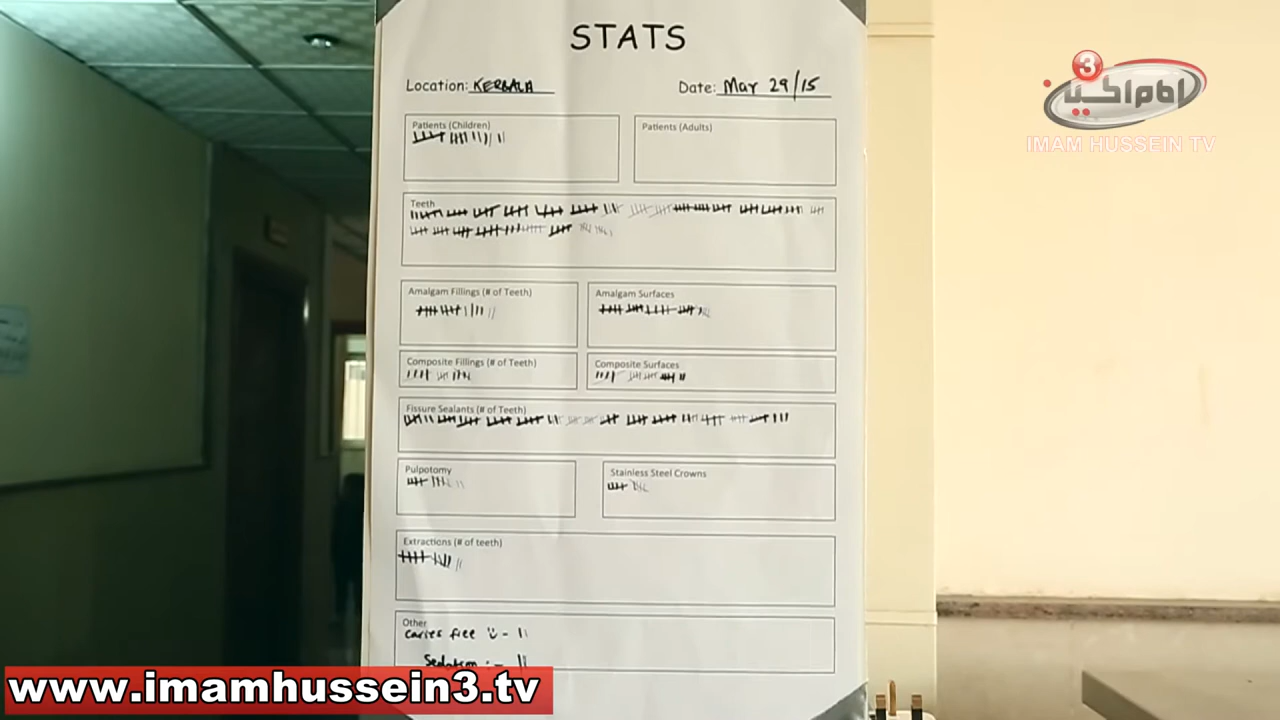 STATS
Location: KERBALA Date: Mar 29/15
Patients (Children) Patients (Adults)
Teeth
Amalgam Fillings (# of Teeth) Amalgam Surfaces
Composite Fillings (# of Teeth) Composite Surfaces
Fissure Sealants (# of Teeth)
Pulpotomy Stainless Steel Crowns
Extractions (# of teeth)
Other
Caries free
Sedation
3
IMAM HUSSEIN TV
www.imamhussein3.tv